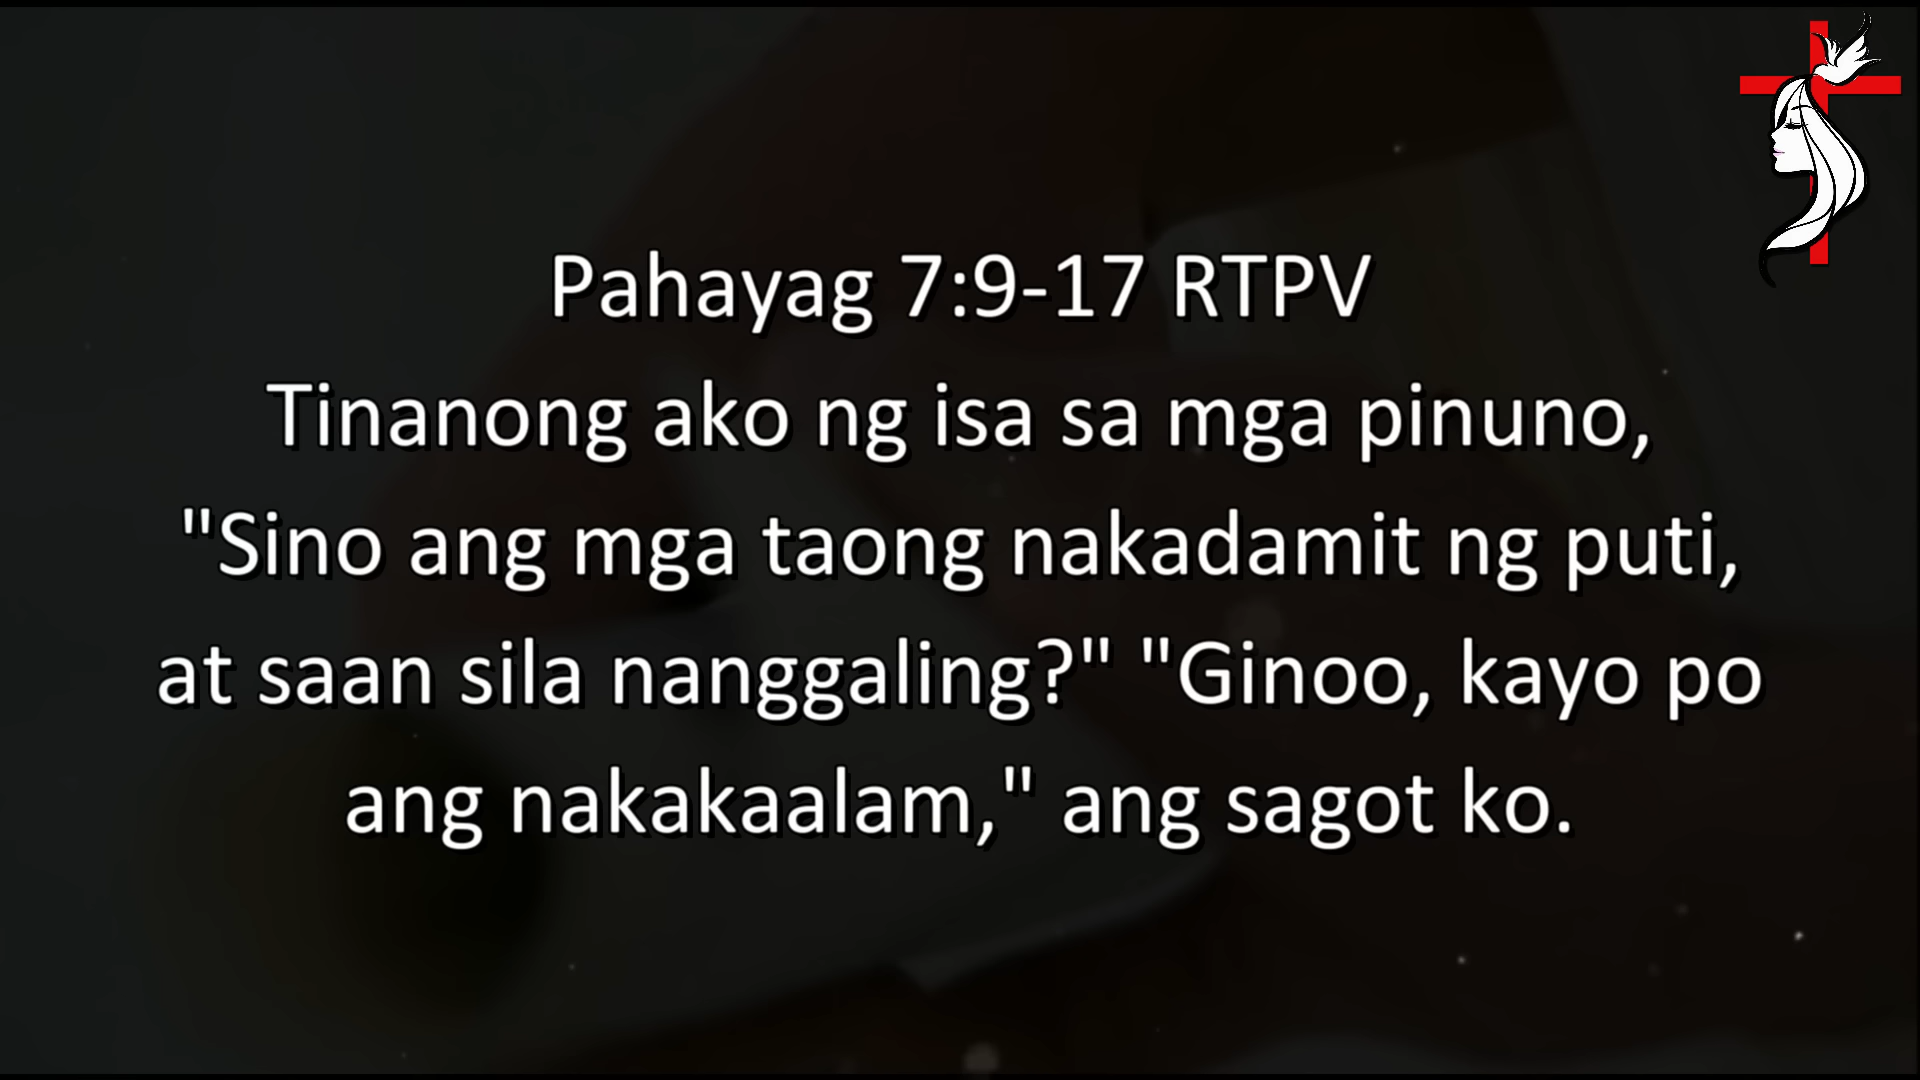 Pahayag 7:9-17 RTPV
Tinanong ako ng isa sa mga pinuno,
"Sino ang mga taong nakadamit ng puti,
at saan sila nanggaling?" "Ginoo, kayo po
ang nakakaalam," ang sagot ko.